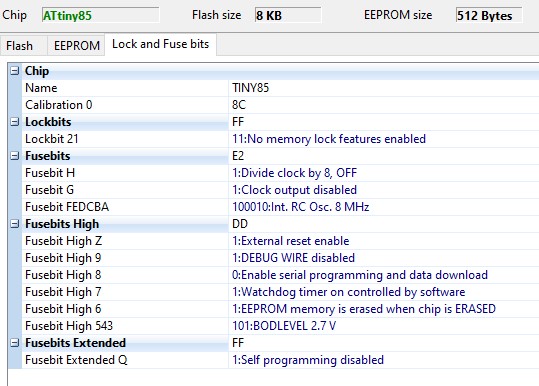 Chip ATtiny85 Flash size 8 KB EEPROM size 512 Bytes
Flash EEPROM Lock and Fuse bits
Chip
Name TINY85
Calibration 0 8C
Lockbits FF
Lockbit 21 11:No memory lock features enabled
Fusebits E2
Fusebit H 1:Divide clock by 8, OFF
Fusebit G 1:Clock output disabled
Fusebit FEDCBA 100010:Int. RC Osc. 8 MHz
Fusebits High DD
Fusebit High Z 1:External reset enable
Fusebit High 9 1:DEBUG WIRE disabled
Fusebit High 8 0:Enable serial programming and data download
Fusebit High 7 1:Watchdog timer on controlled by software
Fusebit High 6 1:EEPROM memory is erased when chip is ERASED
Fusebit High 543 101:BODLEVEL 2.7 V
Fusebits Extended FF
Fusebit Extended Q 1:Self programming disabled